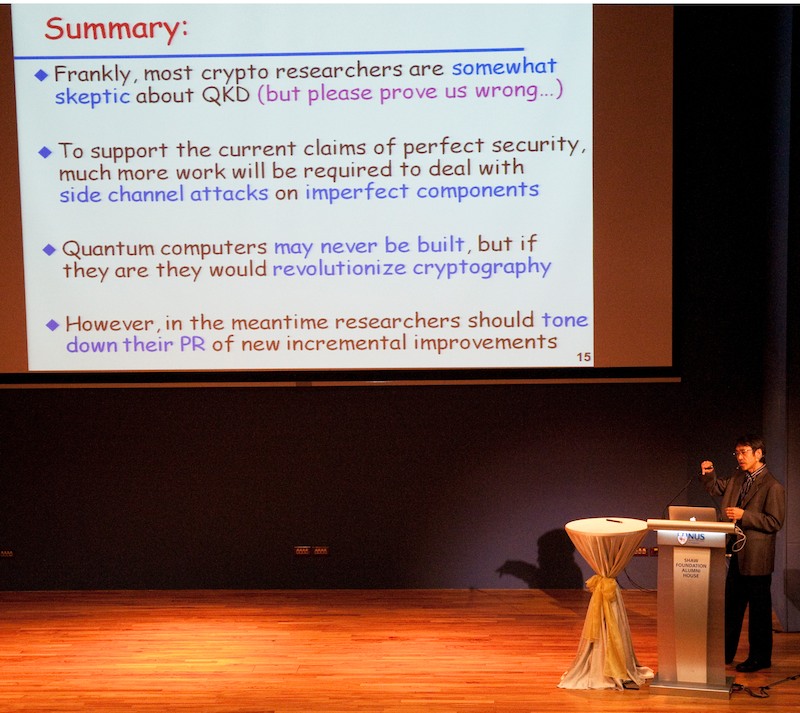 Summary:
◆ Frankly, most crypto researchers are somewhat
skeptic about QKD (but please prove us wrong…)
◆ To support the current claims of perfect security,
much more work will be required to deal with
side channel attacks on imperfect components
◆ Quantum computers may never be built, but if
they are they would revolutionize cryptography
◆ However, in the meantime researchers should tone
down their PR of new incremental improvements
15
NUS
SHAW
FOUNDATION
ALUMNI
HOUSE